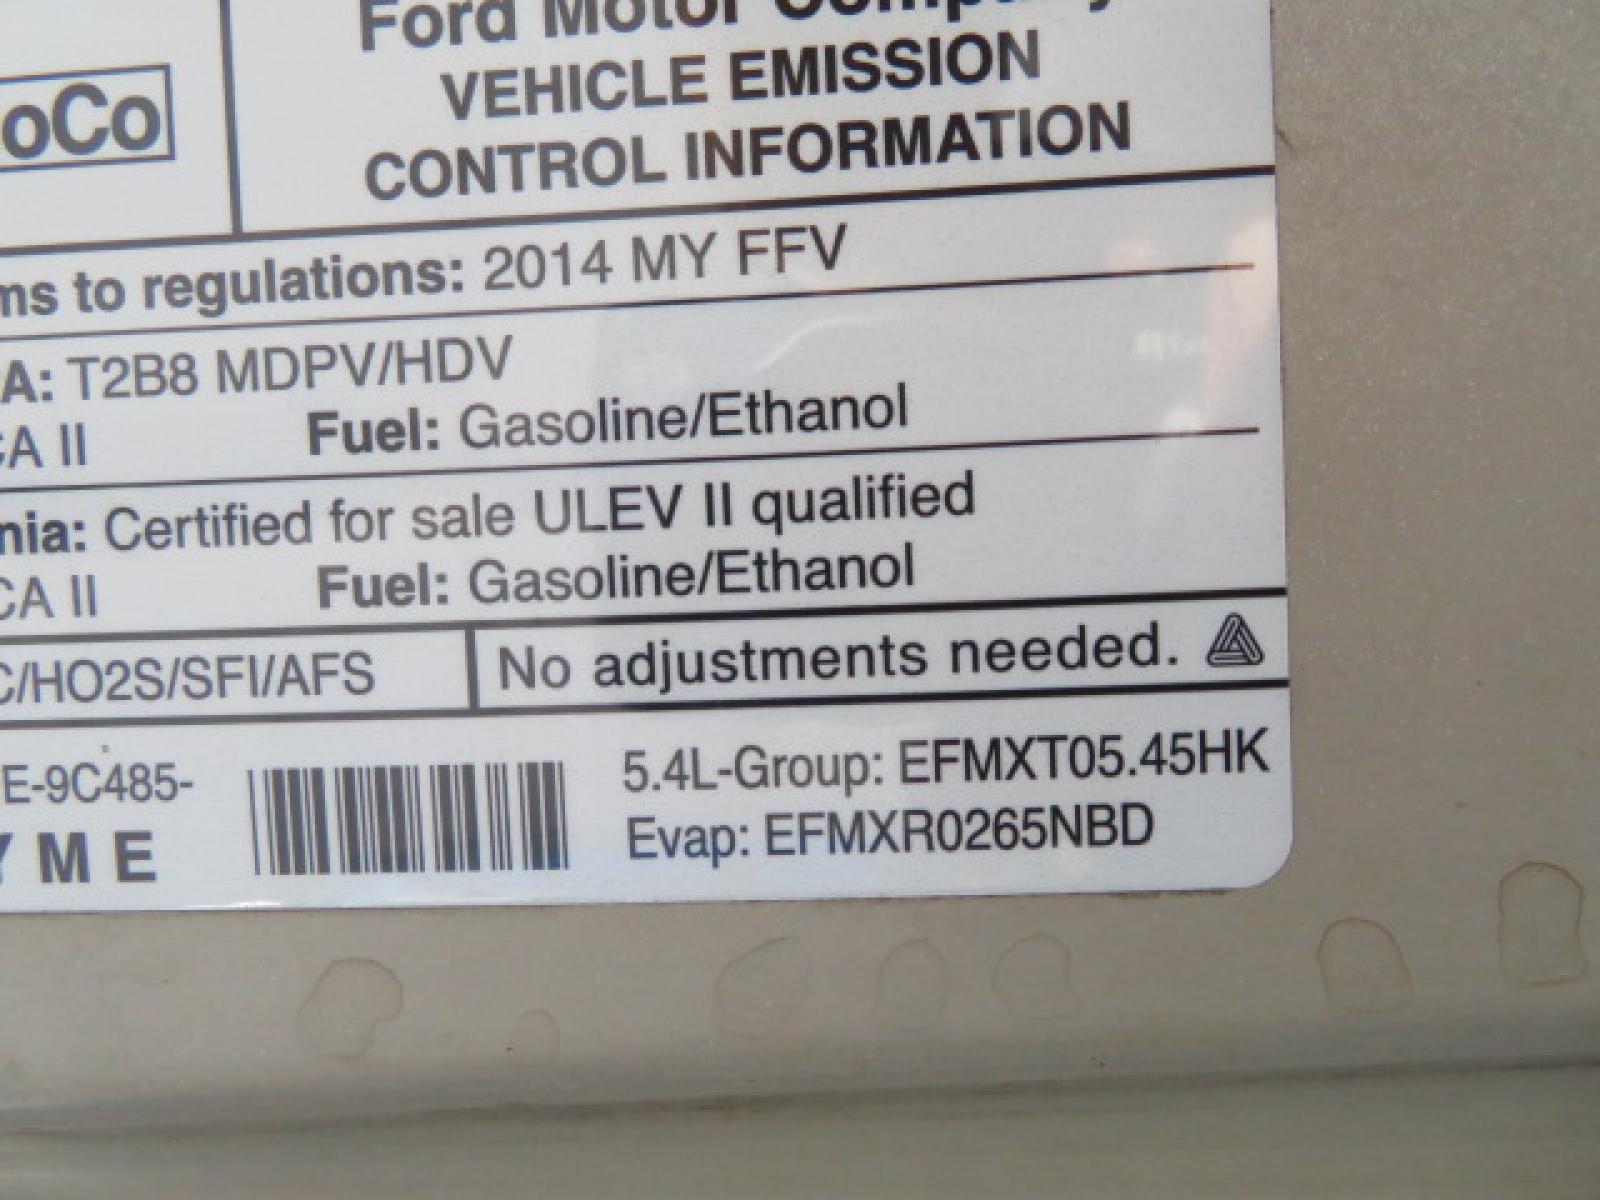 Ford Motor Company
VEHICLE EMISSION
oCo
CONTROL INFORMATION
ms to regulations: 2014 MY FFV
A: T2B8 MDPV/HDV
CA II Fuel: Gasoline/Ethanol
nia: Certified for sale ULEV II qualified
CA II Fuel: Gasoline/Ethanol
C/HO2S/SFI/AFS No adjustments needed.
E-9C485- 5.4L-Group: EFMXT05.45HK
YME Evap: EFMXR0265NBD